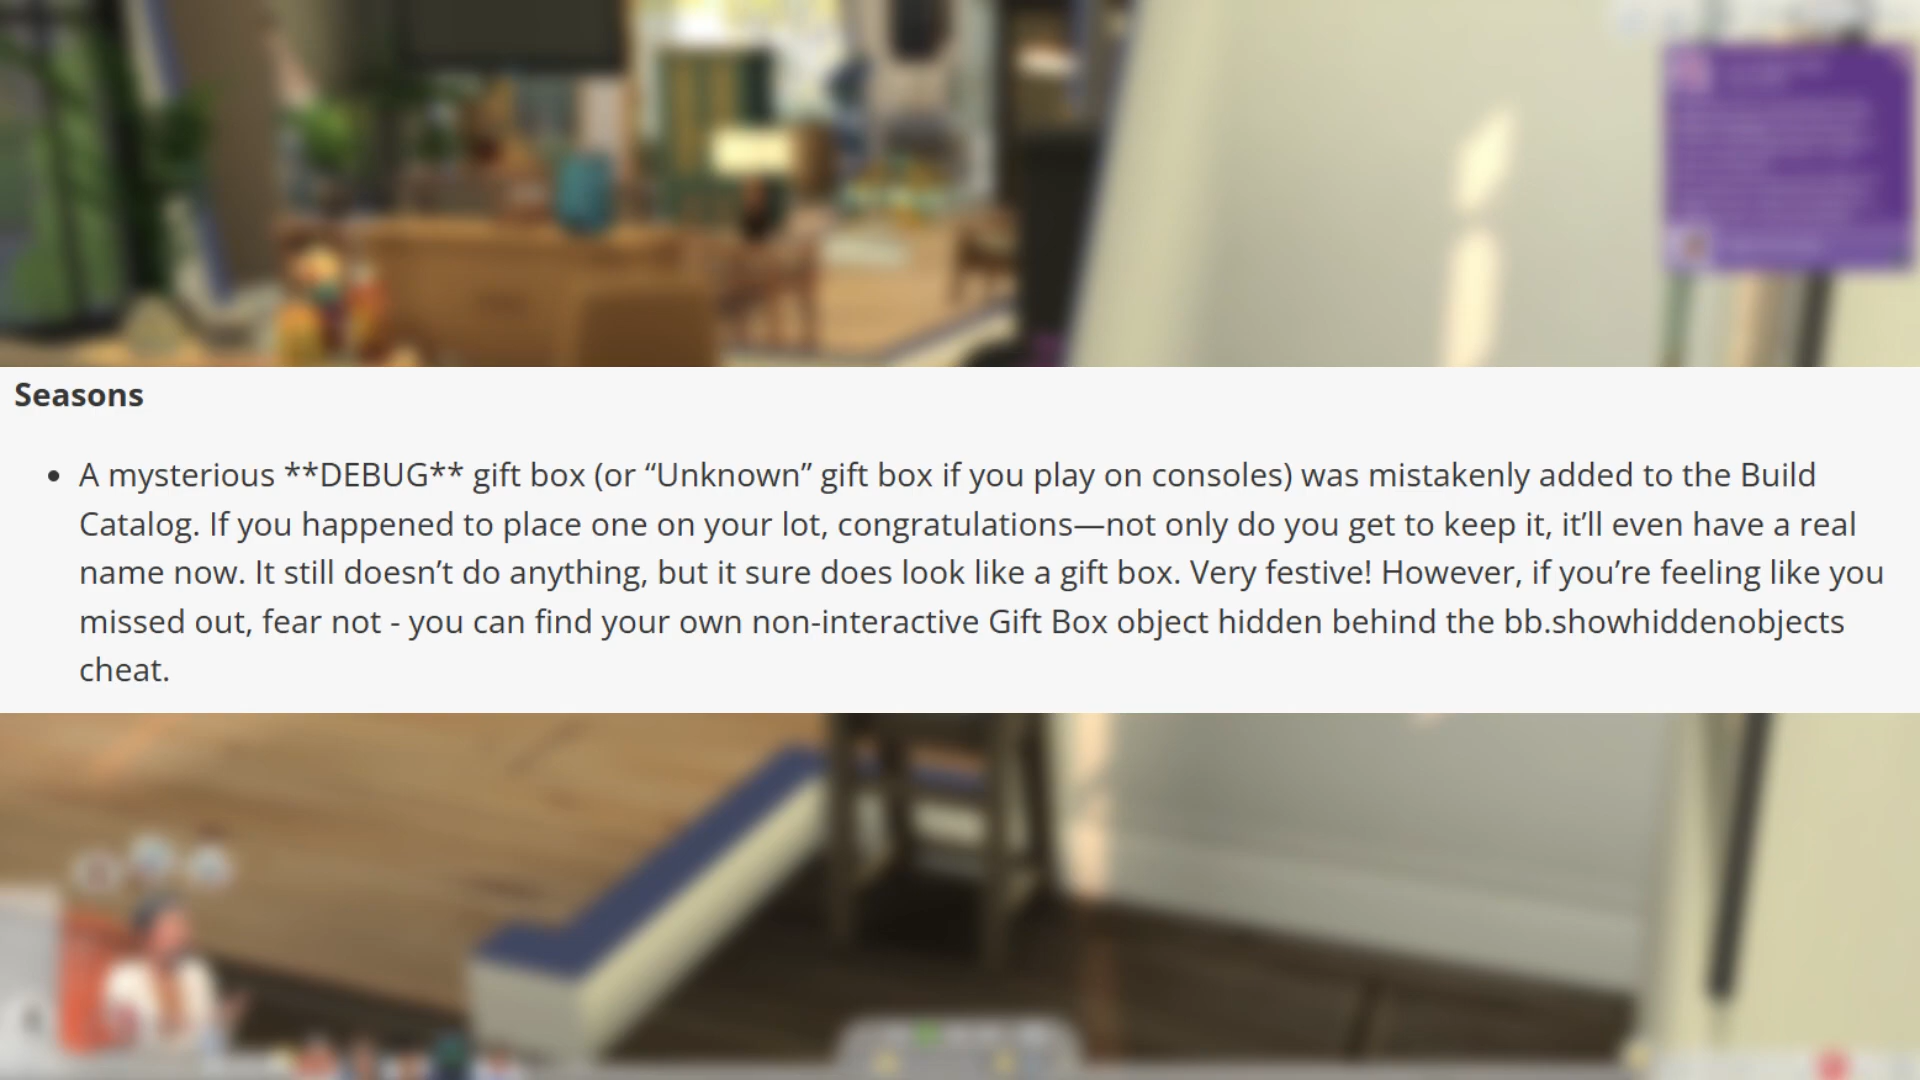 Seasons
• A mysterious **DEBUG** gift box (or “Unknown” gift box if you play on consoles) was mistakenly added to the Build
Catalog. If you happened to place one on your lot, congratulations—not only do you get to keep it, it’ll even have a real
name now. It still doesn’t do anything, but it sure does look like a gift box. Very festive! However, if you’re feeling like you
missed out, fear not - you can find your own non-interactive Gift Box object hidden behind the bb.showhiddenobjects
cheat.